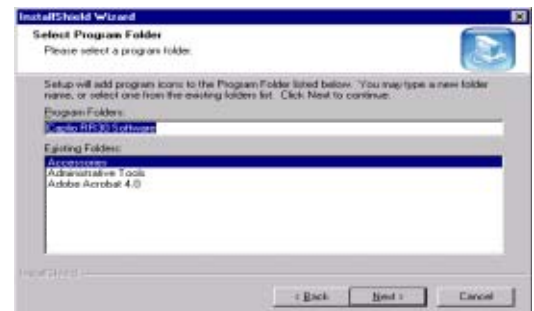 InstallShield Wizard
Select Program Folder
Please select a program folder.
Setup will add program icons to the Program Folder listed below. You may type a new folder
name, or select one from the existing folders list. Click Next to continue.
Program Folders:
Caplio RR30 Software
Existing Folders:
Accessories
Administrative Tools
Adobe Acrobat 4.0
InstallShield
< Back
Next >
Cancel